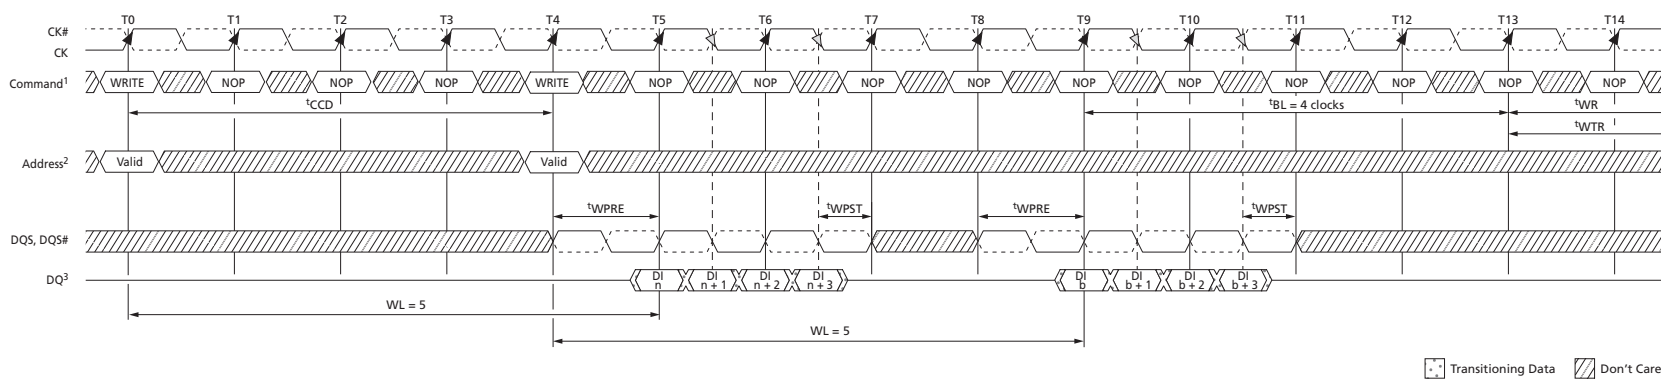 T0 T1 T2 T3 T4 T5 T6 T7 T8 T9 T10 T11 T12 T13 T14
CK#
CK
Command1 WRITE NOP NOP NOP WRITE NOP NOP NOP NOP NOP NOP NOP NOP NOP NOP
tCCD tBL = 4 clocks tWR
tWTR
Address2 Valid Valid
tWPRE tWPST tWPRE tWPST
DQS, DQS#
DQ3 DI n DI n + 1 DI n + 2 DI n + 3 DI b DI b + 1 DI b + 2 DI b + 3
WL = 5
WL = 5
Transitioning Data Don't Care